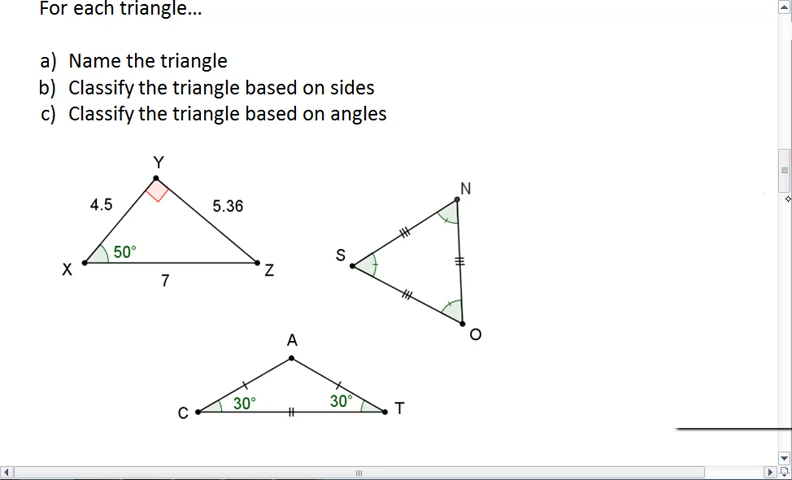 For each triangle...
a) Name the triangle
b) Classify the triangle based on sides
c) Classify the triangle based on angles
Y
4.5
5.36
50°
X
Z
7
N
S
O
A
30°
30°
C
T